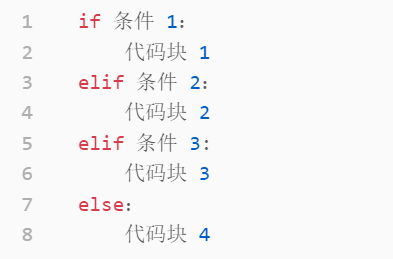 1 if 条件 1:
2     代码块 1
3 elif 条件 2:
4     代码块 2
5 elif 条件 3:
6     代码块 3
7 else:
8     代码块 4